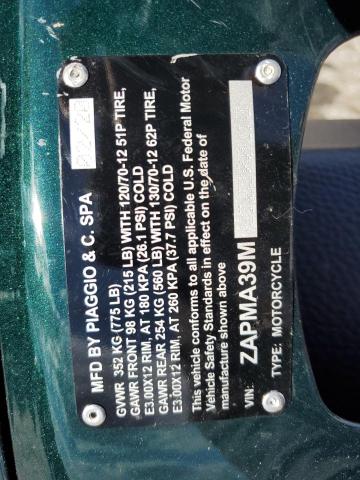 MFD BY PIAGGIO & C. SPA
GVWR 352 KG (775 LB)
GAWR FRONT 98 KG (215 LB) WITH 120/70-12 51P TIRE,
E3.00X12 RIM, AT 180 KPA (26.1 PSI) COLD
GAWR REAR 254 KG (560 LB) WITH 130/70-12 62P TIRE,
E3.00X12 RIM, AT 260 KPA (37.7 PSI) COLD
This vehicle conforms to all applicable U.S. Federal Motor
Vehicle Safety Standards in effect on the date of
manufacture shown above
VIN: ZAPMA39M
TYPE: MOTORCYCLE